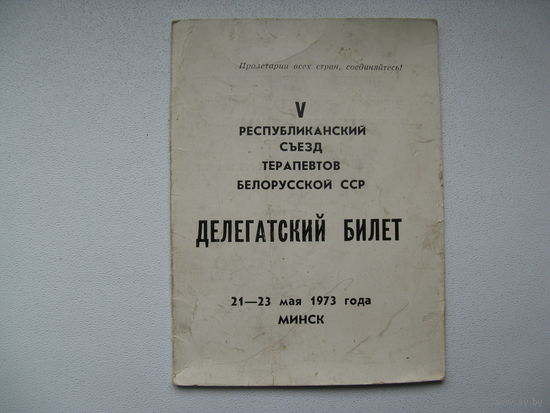 Пролетарии всех стран, соединяйтесь!
V
РЕСПУБЛИКАНСКИЙ
СЪЕЗД
ТЕРАПЕВТОВ
БЕЛОРУССКОЙ ССР
ДЕЛЕГАТСКИЙ БИЛЕТ
21—23 мая 1973 года
МИНСК